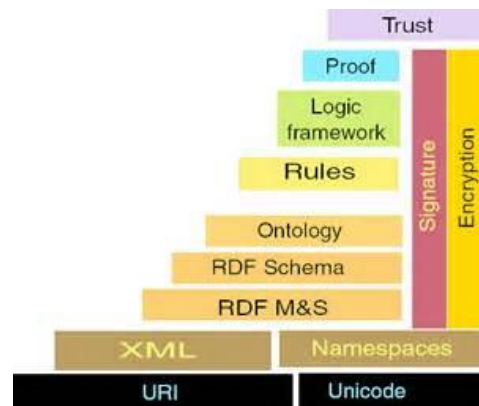 Trust
Proof
Logic
framework
Rules
Ontology
RDF Schema
RDF M&S
Signature
Encryption
XML
Namespaces
URI
Unicode